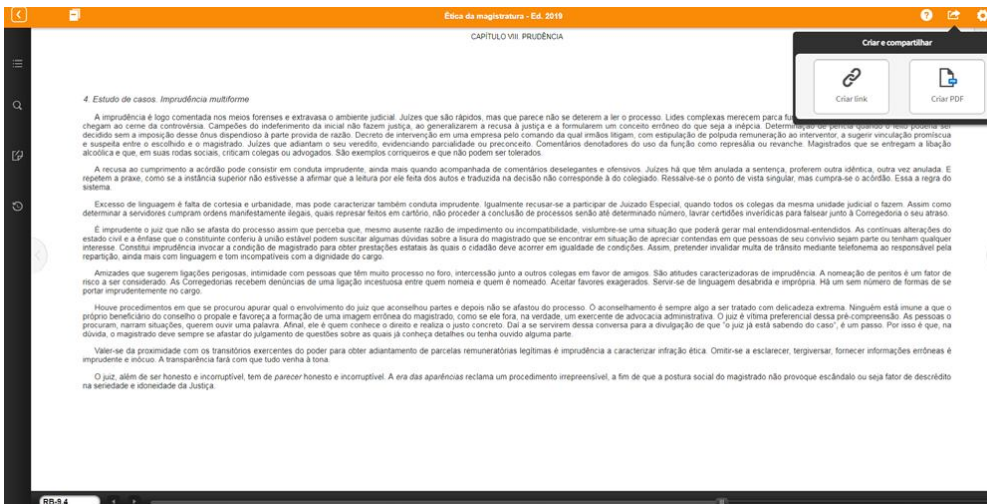 Ética da magistratura - Ed. 2019
?
CAPÍTULO VIII. PRUDÊNCIA
Criar e compartilhar
Criar link
Criar PDF
4. Estudo de casos. Imprudência multiforme
A imprudência é logo comentada nos meios forenses e extravasa o ambiente judicial. Juízes que são rápidos, mas que parece não se deterem a ler o processo. Lides complexas merecem parca
chegam ao cerne da controvérsia. Campeões do indeferimento da inicial não fazem justiça, ao generalizarem a recusa à justiça e a formularem um conceito errôneo do que seja a inépcia.
decidido sem a imposição desse ônus dispendioso à parte provida de razão. Decreto de intervenção em uma empresa pelo comando da qual irmãos litigam, com estipulação de polpuda remuneração ao interventor, a sugerir vinculação promíscua
e suspeita entre o escolhido e o magistrado. Juízes que adiantam o seu veredito, evidenciando parcialidade ou preconceito. Comentários denotadores do uso da função como represália ou revanche. Magistrados que se entregam a libação
alcoólica e que, em suas rodas sociais, criticam colegas ou advogados. São exemplos corriqueiros e que não podem ser tolerados.
A recusa ao cumprimento a acórdão pode consistir em conduta imprudente, ainda mais quando acompanhada de comentários deselegantes e ofensivos. Juízes há que têm anulada a sentença, proferem outra idêntica, outra vez anulada. E
repetem a praxe, como se a instância superior não estivesse a afirmar que a leitura por ele feita dos autos e traduzida na decisão não corresponde à do colegiado. Ressalve-se o ponto de vista singular, mas cumpra-se o acórdão. Essa a regra do
sistema.
Excesso de linguagem é falta de cortesia e urbanidade, mas pode caracterizar também conduta imprudente. Igualmente recusar-se a participar de Juizado Especial, quando todos os colegas da mesma unidade judicial o fazem. Assim como
determinar a servidores cumpram ordens manifestamente ilegais, quais represar feitos em cartório, não proceder a conclusão de processos senão até determinado número, lavrar certidões inverídicas para falsear junto à Corregedoria o seu atraso.
É imprudente o juiz que não se afasta do processo assim que perceba que, mesmo ausente razão de impedimento ou incompatibilidade, vislumbre-se uma situação que poderá gerar mal entendidosmal-entendidos. As contínuas alterações do
estado civil e a ênfase que o constituinte conferiu à união estável podem suscitar algumas dúvidas sobre a lisura do magistrado que se encontrar em situação de apreciar contendas em que pessoas de seu convívio sejam parte ou tenham qualquer
interesse. Constitui imprudência invocar a condição de magistrado para obter prestações estatais às quais o cidadão deve acorrer em igualdade de condições. Assim, pretender invalidar multa de trânsito mediante telefonema ao responsável pela
repartição, ainda mais com linguagem e tom incompatíveis com a dignidade do cargo.
Amizades que sugerem ligações perigosas, intimidade com pessoas que têm muito processo no foro, intercessão junto a outros colegas em favor de amigos. São atitudes caracterizadoras de imprudência. A nomeação de peritos é um fator de
risco a ser considerado. As Corregedorias recebem denúncias de uma ligação incestuosa entre quem nomeia e quem é nomeado. Aceitar favores exagerados. Servir-se de linguagem desabrida e imprópria. Há um sem número de formas de se
portar imprudentemente no cargo.
Houve procedimentos em que se procurou apurar qual o envolvimento do juiz que aconselhou partes e depois não se afastou do processo. O aconselhamento é sempre algo a ser tratado com delicadeza extrema. Ninguém está imune a que o
próprio beneficiário do conselho o propale e favoreça a formação de uma imagem errônea do magistrado, como se ele fora, na verdade, um exercente de advocacia administrativa. O juiz é vítima preferencial dessa pré-compreensão. As pessoas o
procuram, narram situações, querem ouvir uma palavra. Afinal, ele é quem conhece o direito e realiza o justo concreto. Daí a se servirem dessa conversa para a divulgação de que "o juiz já está sabendo do caso", é um passo. Por isso é que, na
dúvida, o magistrado deve sempre se afastar do julgamento de questões sobre as quais já conheça detalhes ou tenha ouvido alguma parte.
Valer-se da proximidade com os transitórios exercentes do poder para obter adiantamento de parcelas remuneratórias legítimas é imprudência a caracterizar infração ética. Omitir-se a esclarecer, tergiversar, fornecer informações errôneas é
imprudente e inócuo. A transparência fará com que tudo venha à tona.
O juiz, além de ser honesto e incorruptível, tem de parecer honesto e incorruptível. A era das aparências reclama um procedimento irrepreensível, a fim de que a postura social do magistrado não provoque escândalo ou seja fator de descrédito
na seriedade e idoneidade da Justiça.
RB-9.4